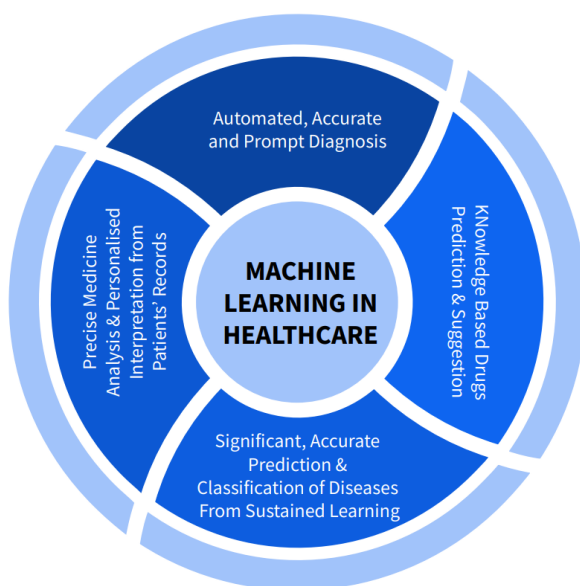 Automated, Accurate
and Prompt Diagnosis
KNowledge Based Drugs
Prediction & Suggestion
MACHINE
LEARNING IN
HEALTHCARE
Precise Medicine
Analysis & Personalised
Interpretation from
Patients' Records
Significant, Accurate
Prediction &
Classification of Diseases
From Sustained Learning